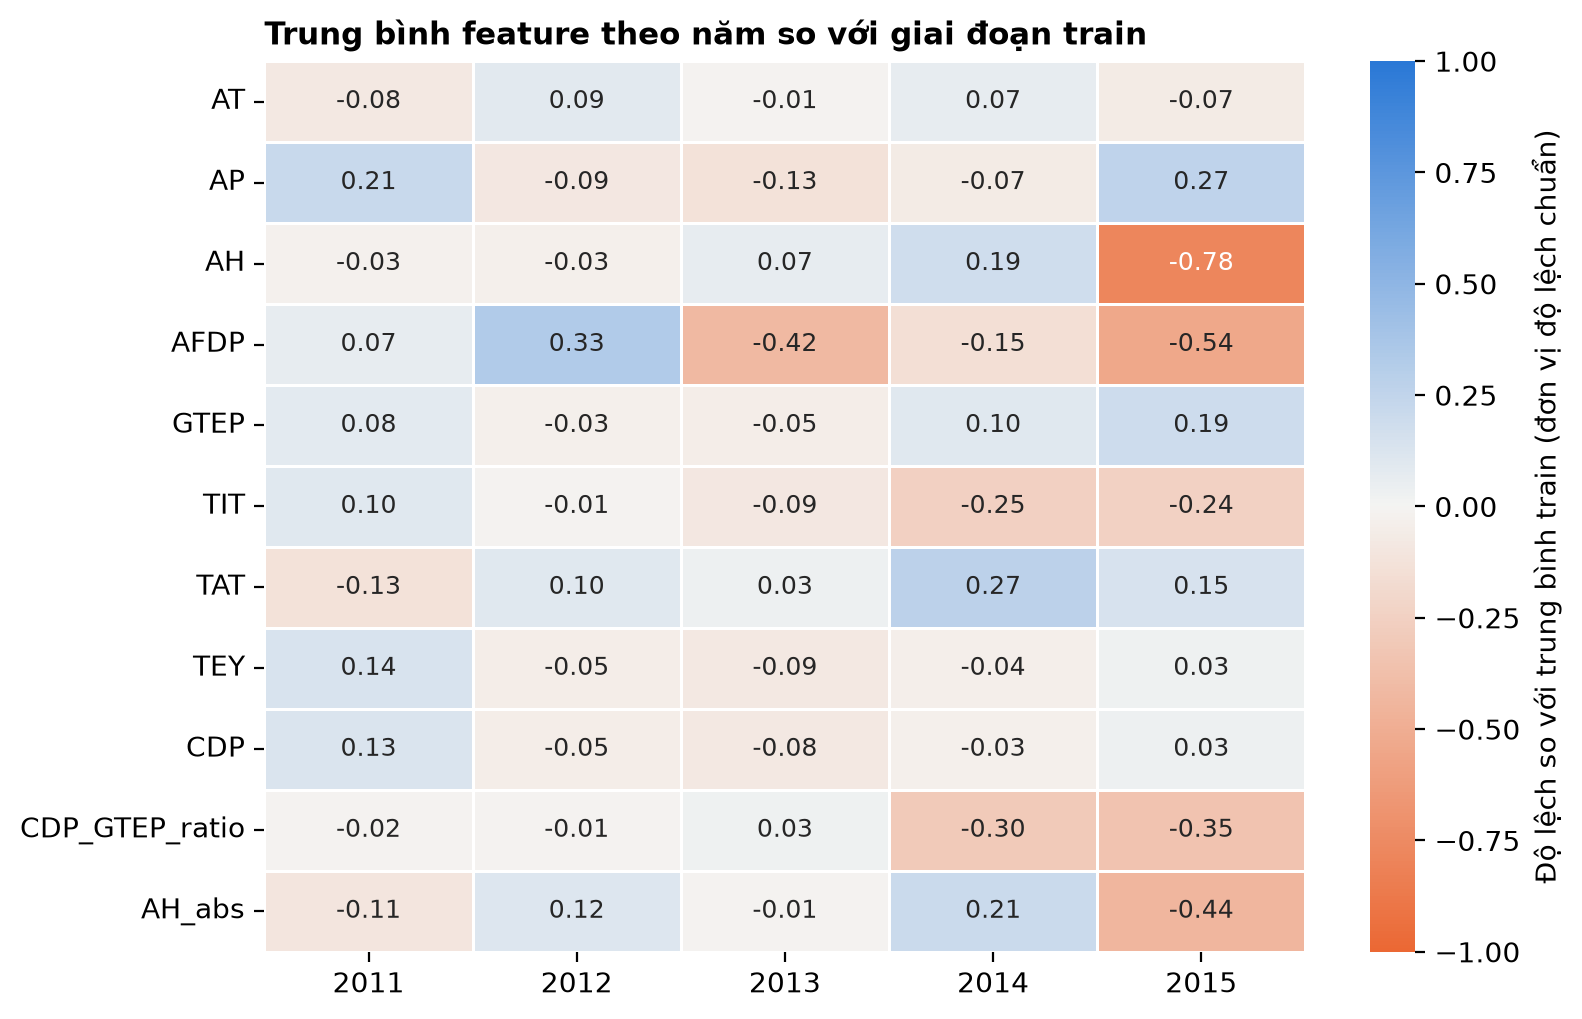 Trung bình feature theo năm so với giai đoạn train
AT -0.08 0.09 -0.01 0.07 -0.07
AP 0.21 -0.09 -0.13 -0.07 0.27
AH -0.03 -0.03 0.07 0.19 -0.78
AFDP 0.07 0.33 -0.42 -0.15 -0.54
GTEP 0.08 -0.03 -0.05 0.10 0.19
TIT 0.10 -0.01 -0.09 -0.25 -0.24
TAT -0.13 0.10 0.03 0.27 0.15
TEY 0.14 -0.05 -0.09 -0.04 0.03
CDP 0.13 -0.05 -0.08 -0.03 0.03
CDP_GTEP_ratio -0.02 -0.01 0.03 -0.30 -0.35
AH_abs -0.11 0.12 -0.01 0.21 -0.44
2011 2012 2013 2014 2015
1.00
0.75
0.50
0.25
0.00
−0.25
−0.50
−0.75
−1.00
Độ lệch so với trung bình train (đơn vị độ lệch chuẩn)